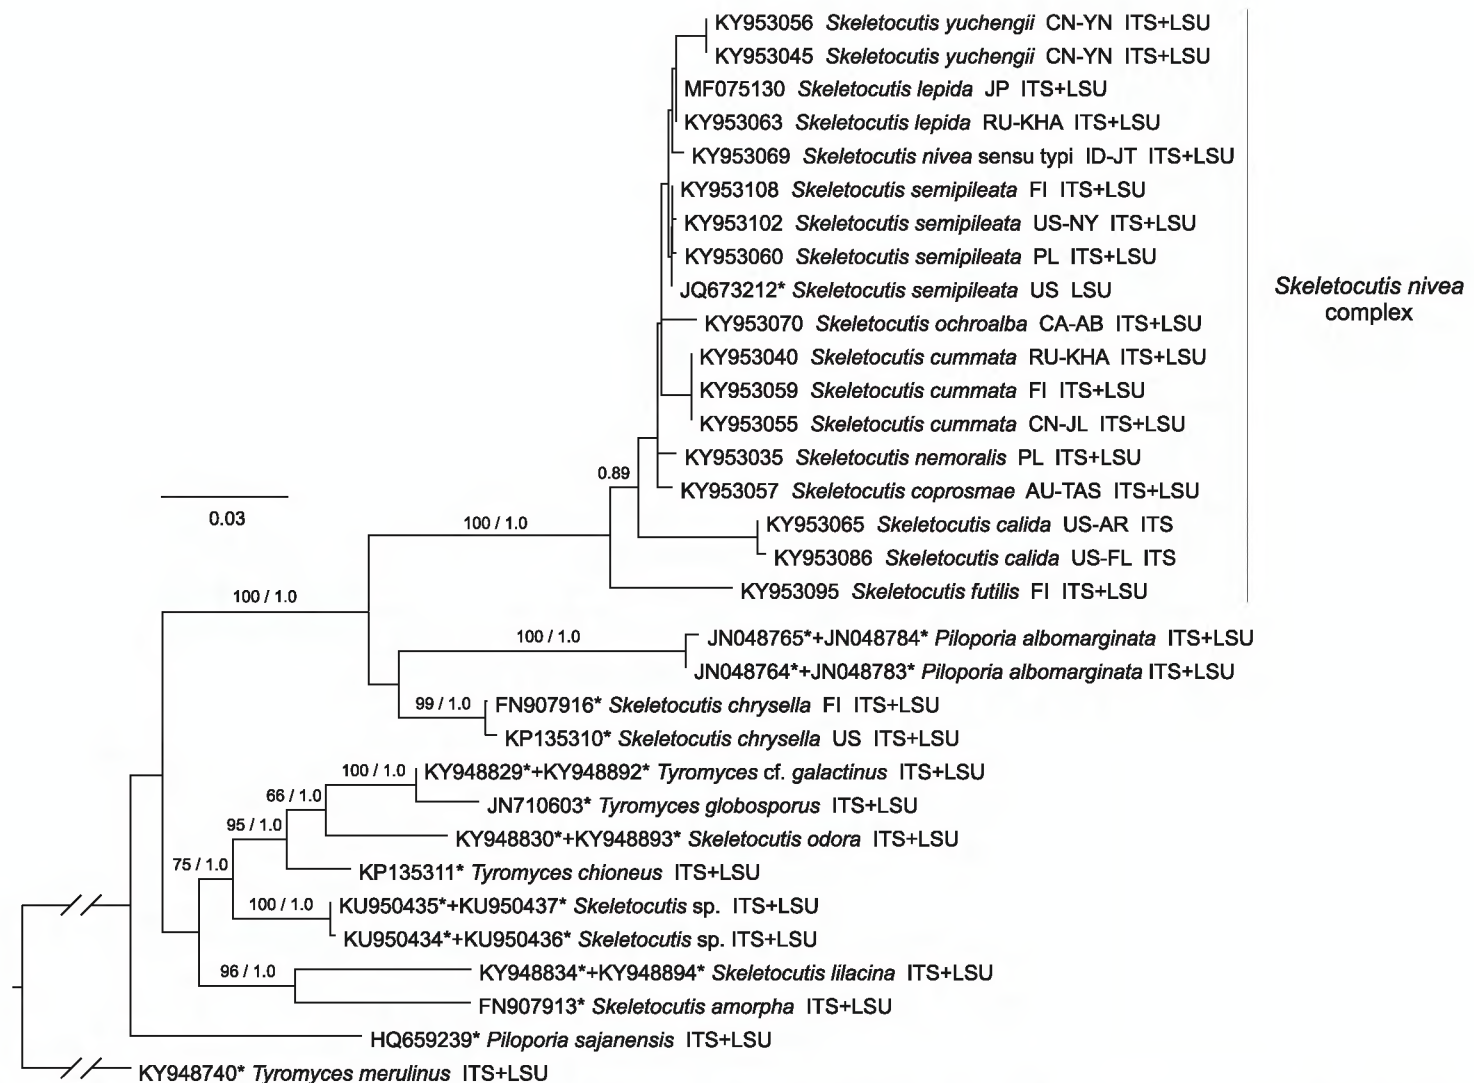 KY953056 Skeletocutis yuchengii CN-YN ITS+LSU
KY953045 Skeletocutis yuchengii CN-YN ITS+LSU
MF075130 Skeletocutis lepida JP ITS+LSU
KY953063 Skeletocutis lepida RU-KHA ITS+LSU
KY953069 Skeletocutis nivea sensu typi ID-JT ITS+LSU
KY953108 Skeletocutis semipileata FI ITS+LSU
KY953102 Skeletocutis semipileata US-NY ITS+LSU
KY953060 Skeletocutis semipileata PL ITS+LSU
JQ673212* Skeletocutis semipileata US LSU
Skeletocutis nivea
complex
KY953070 Skeletocutis ochroalba CA-AB ITS+LSU
KY953040 Skeletocutis cummata RU-KHA ITS+LSU
KY953059 Skeletocutis cummata FI ITS+LSU
KY953055 Skeletocutis cummata CN-JL ITS+LSU
KY953035 Skeletocutis nemoralis PL ITS+LSU
0.89
KY953057 Skeletocutis coprosmae AU-TAS ITS+LSU
0.03
100 / 1.0
KY953065 Skeletocutis calida US-AR ITS
KY953086 Skeletocutis calida US-FL ITS
KY953095 Skeletocutis futilis FI ITS+LSU
100 / 1.0
100 / 1.0
JN048765*+JN048784* Piloporia albomarginata ITS+LSU
JN048764*+JN048783* Piloporia albomarginata ITS+LSU
99 / 1.0
FN907916* Skeletocutis chrysella FI ITS+LSU
KP135310* Skeletocutis chrysella US ITS+LSU
100 / 1.0
KY948829*+KY948892* Tyromyces cf. galactinus ITS+LSU
66 / 1.0
JN710603* Tyromyces globosporus ITS+LSU
95 / 1.0
KY948830*+KY948893* Skeletocutis odora ITS+LSU
75 / 1.0
KP135311* Tyromyces chioneus ITS+LSU
100 / 1.0
KU950435*+KU950437* Skeletocutis sp. ITS+LSU
KU950434*+KU950436* Skeletocutis sp. ITS+LSU
96 / 1.0
KY948834*+KY948894* Skeletocutis lilacina ITS+LSU
FN907913* Skeletocutis amorpha ITS+LSU
HQ659239* Piloporia sajanensis ITS+LSU
KY948740* Tyromyces merulinus ITS+LSU